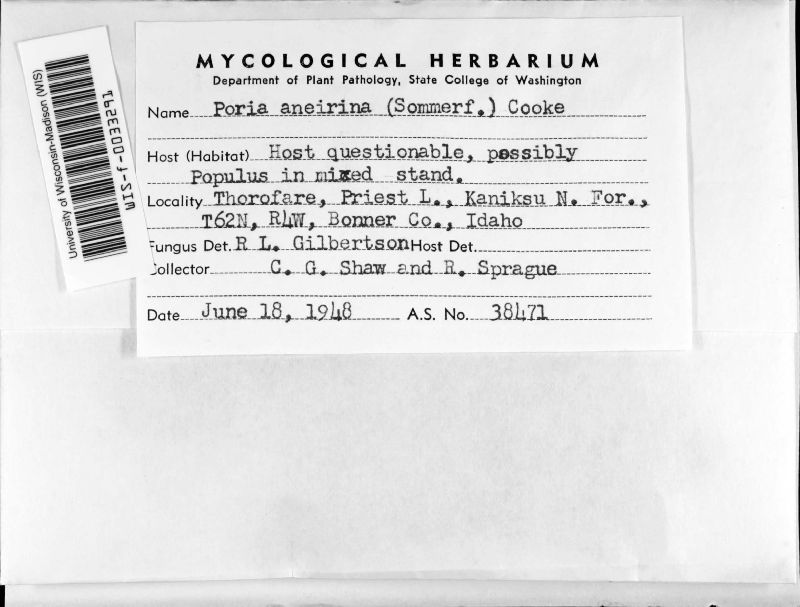 MYCOLOGICAL HERBARIUM
Department of Plant Pathology, State College of Washington
Name Poria aneirina (Sommerf.) Cooke
Host (Habitat) Host questionable, possibly
Populus in mixed stand.
Locality Thorofare, Priest L., Kaniksu N. For.,
T62N, R4W, Bonner Co., Idaho
Fungus Det. R L. Gilbertson Host Det.
Collector C. G. Shaw and R. Sprague
Date June 18, 1948 A.S. No. 38471
University of Wisconsin-Madison (WIS)
WIS-f-0033291